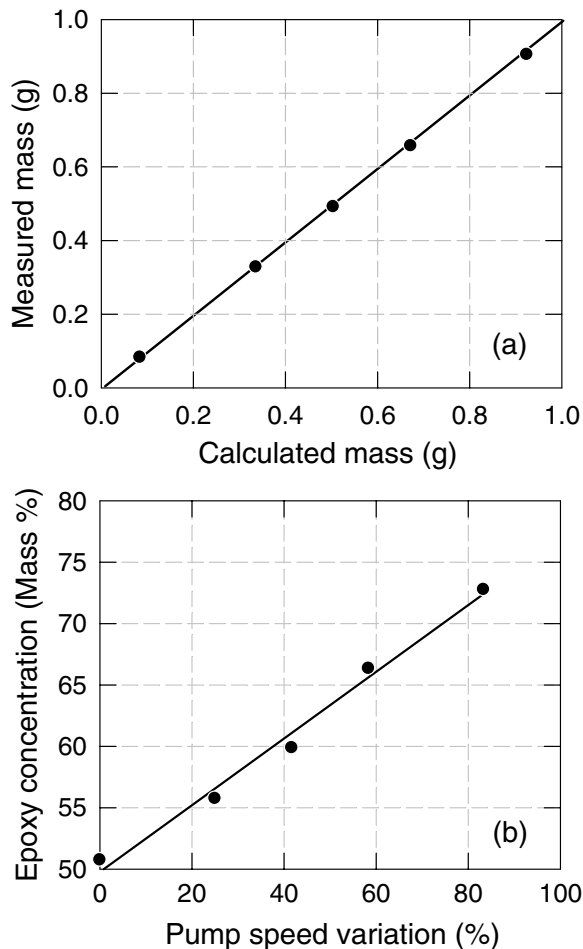 1.0
0.8
0.6
0.4
0.2
0.0
Measured mass (g)
(a)
0.0 0.2 0.4 0.6 0.8 1.0
Calculated mass (g)
80
75
70
65
60
55
50
Epoxy concentration (Mass %)
(b)
0 20 40 60 80 100
Pump speed variation (%)